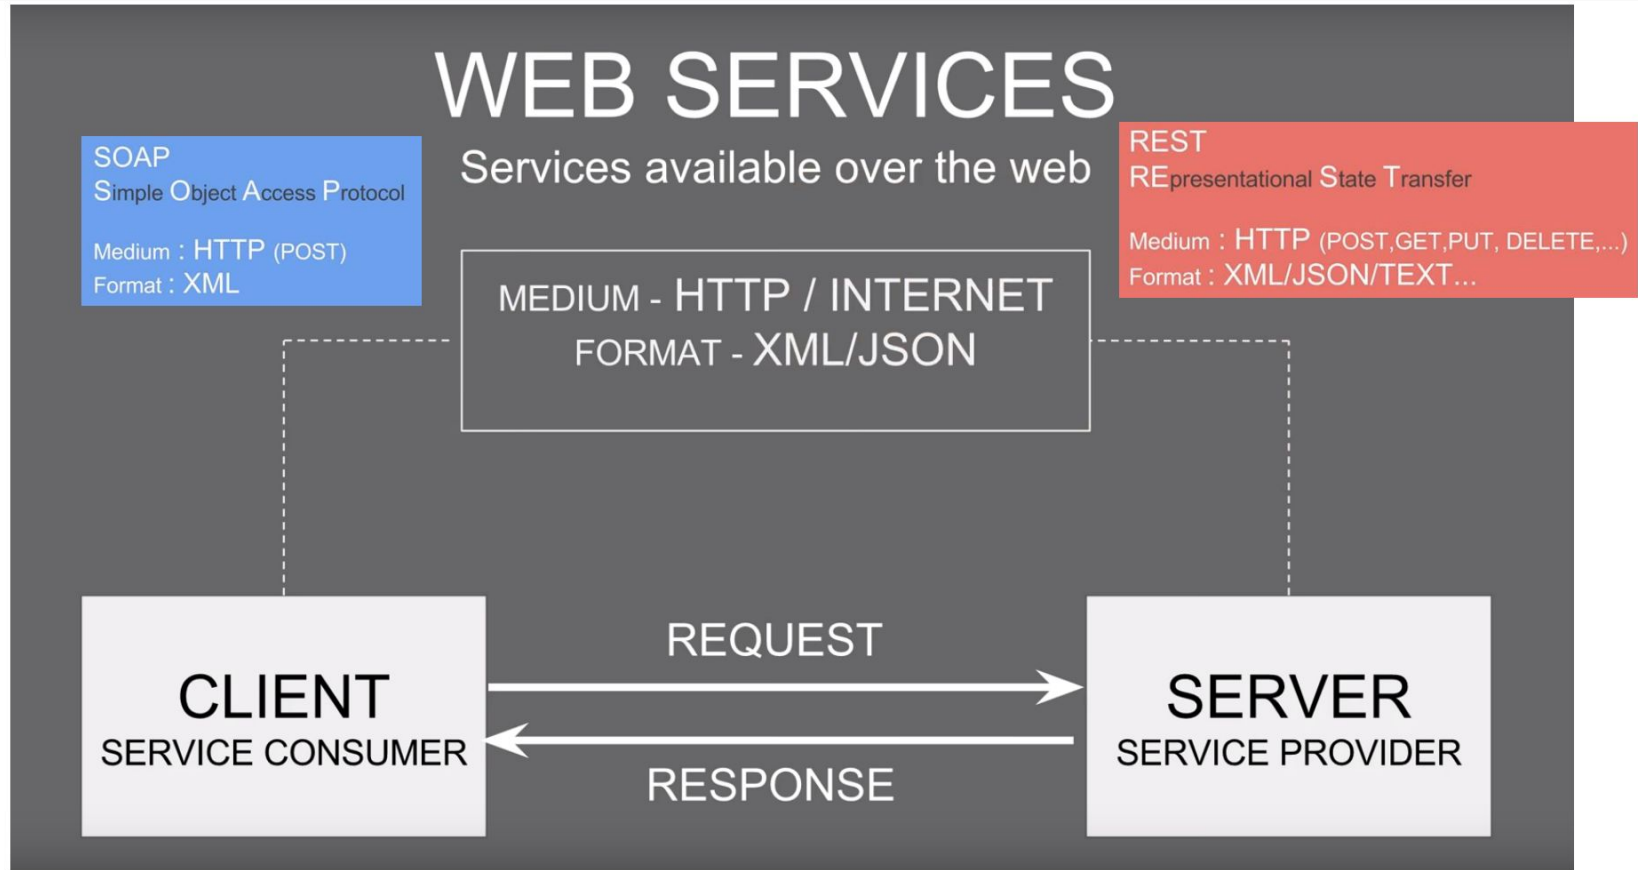 WEB SERVICES
Services available over the web
SOAP
Simple Object Access Protocol
Medium : HTTP (POST)
Format : XML
REST
REpresentational State Transfer
Medium : HTTP (POST,GET,PUT, DELETE,...)
Format : XML/JSON/TEXT...
MEDIUM - HTTP / INTERNET
FORMAT - XML/JSON
CLIENT
SERVICE CONSUMER
REQUEST
RESPONSE
SERVER
SERVICE PROVIDER